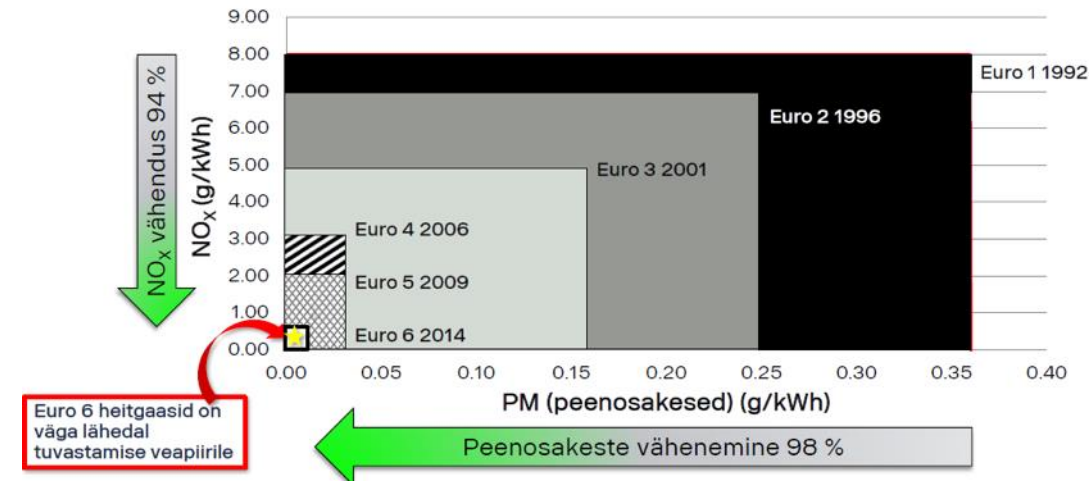 9.00
8.00
7.00
6.00
5.00
4.00
3.00
2.00
1.00
0.00
NOx vähendus 94 %
NOx (g/kWh)
Euro 1 1992
Euro 2 1996
Euro 3 2001
Euro 4 2006
Euro 5 2009
Euro 6 2014
0.00 0.05 0.10 0.15 0.20 0.25 0.30 0.35 0.40
PM (peenosakesed) (g/kWh)
Euro 6 heitgaasid on
väga lähedal
tuvastamise veapiirile
Peenosakeste vähenemine 98 %